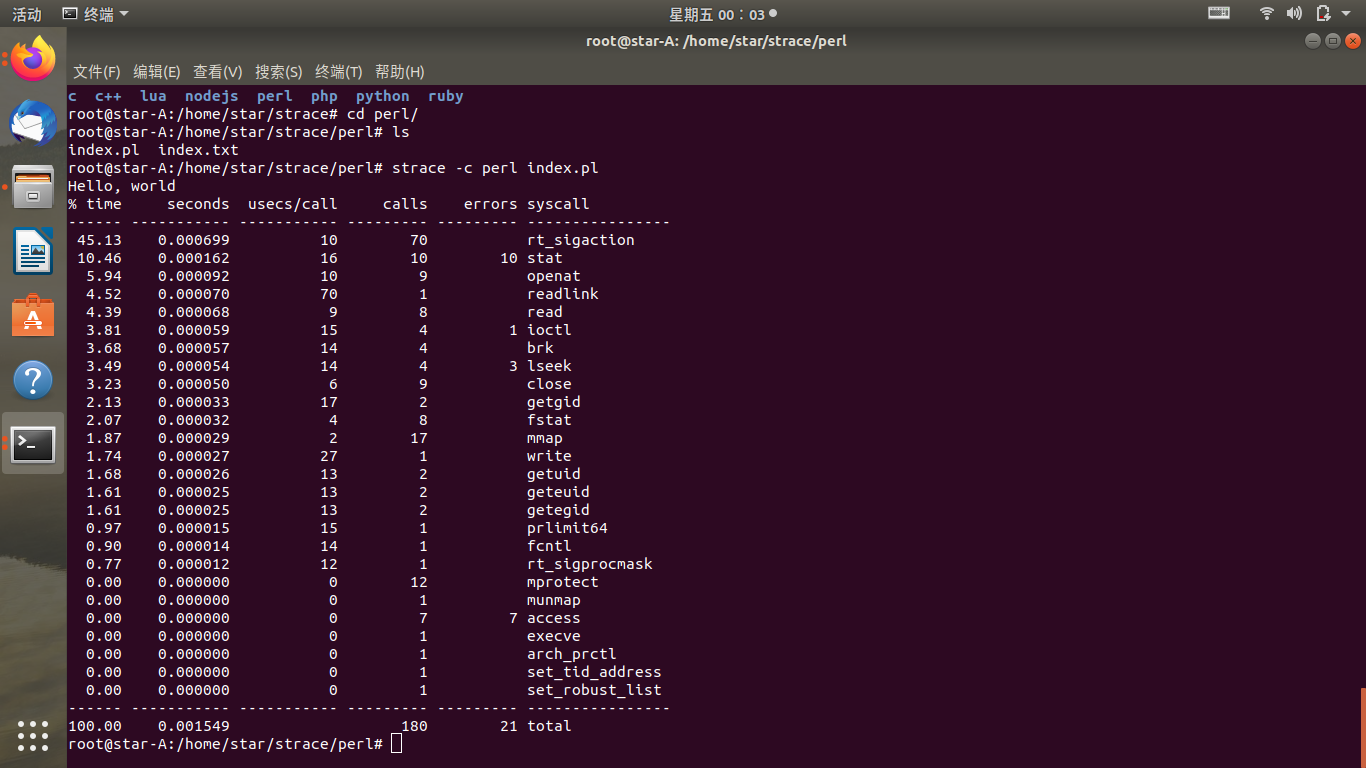 活动 终端 星期五 00：03
root@star-A: /home/star/strace/perl
文件(F) 编辑(E) 查看(V) 搜索(S) 终端(T) 帮助(H)
c  c++  lua  nodejs  perl  php  python  ruby
root@star-A:/home/star/strace# cd perl/
root@star-A:/home/star/strace/perl# ls
index.pl  index.txt
root@star-A:/home/star/strace/perl# strace -c perl index.pl
Hello, world
% time     seconds  usecs/call     calls    errors syscall
------ ----------- ----------- --------- --------- ----------------
 45.13    0.000699          10        70           rt_sigaction
 10.46    0.000162          16        10        10 stat
  5.94    0.000092          10         9           openat
  4.52    0.000070          70         1           readlink
  4.39    0.000068           9         8           read
  3.81    0.000059          15         4         1 ioctl
  3.68    0.000057          14         4           brk
  3.49    0.000054          14         4         3 lseek
  3.23    0.000050           6         9           close
  2.13    0.000033          17         2           getgid
  2.07    0.000032           4         8           fstat
  1.87    0.000029           2        17           mmap
  1.74    0.000027          27         1           write
  1.68    0.000026          13         2           getuid
  1.61    0.000025          13         2           geteuid
  1.61    0.000025          13         2           getegid
  0.97    0.000015          15         1           prlimit64
  0.90    0.000014          14         1           fcntl
  0.77    0.000012          12         1           rt_sigprocmask
  0.00    0.000000           0        12           mprotect
  0.00    0.000000           0         1           munmap
  0.00    0.000000           0         7         7 access
  0.00    0.000000           0         1           execve
  0.00    0.000000           0         1           arch_prctl
  0.00    0.000000           0         1           set_tid_address
  0.00    0.000000           0         1           set_robust_list
------ ----------- ----------- --------- --------- ----------------
100.00    0.001549                   180        21 total
root@star-A:/home/star/strace/perl#